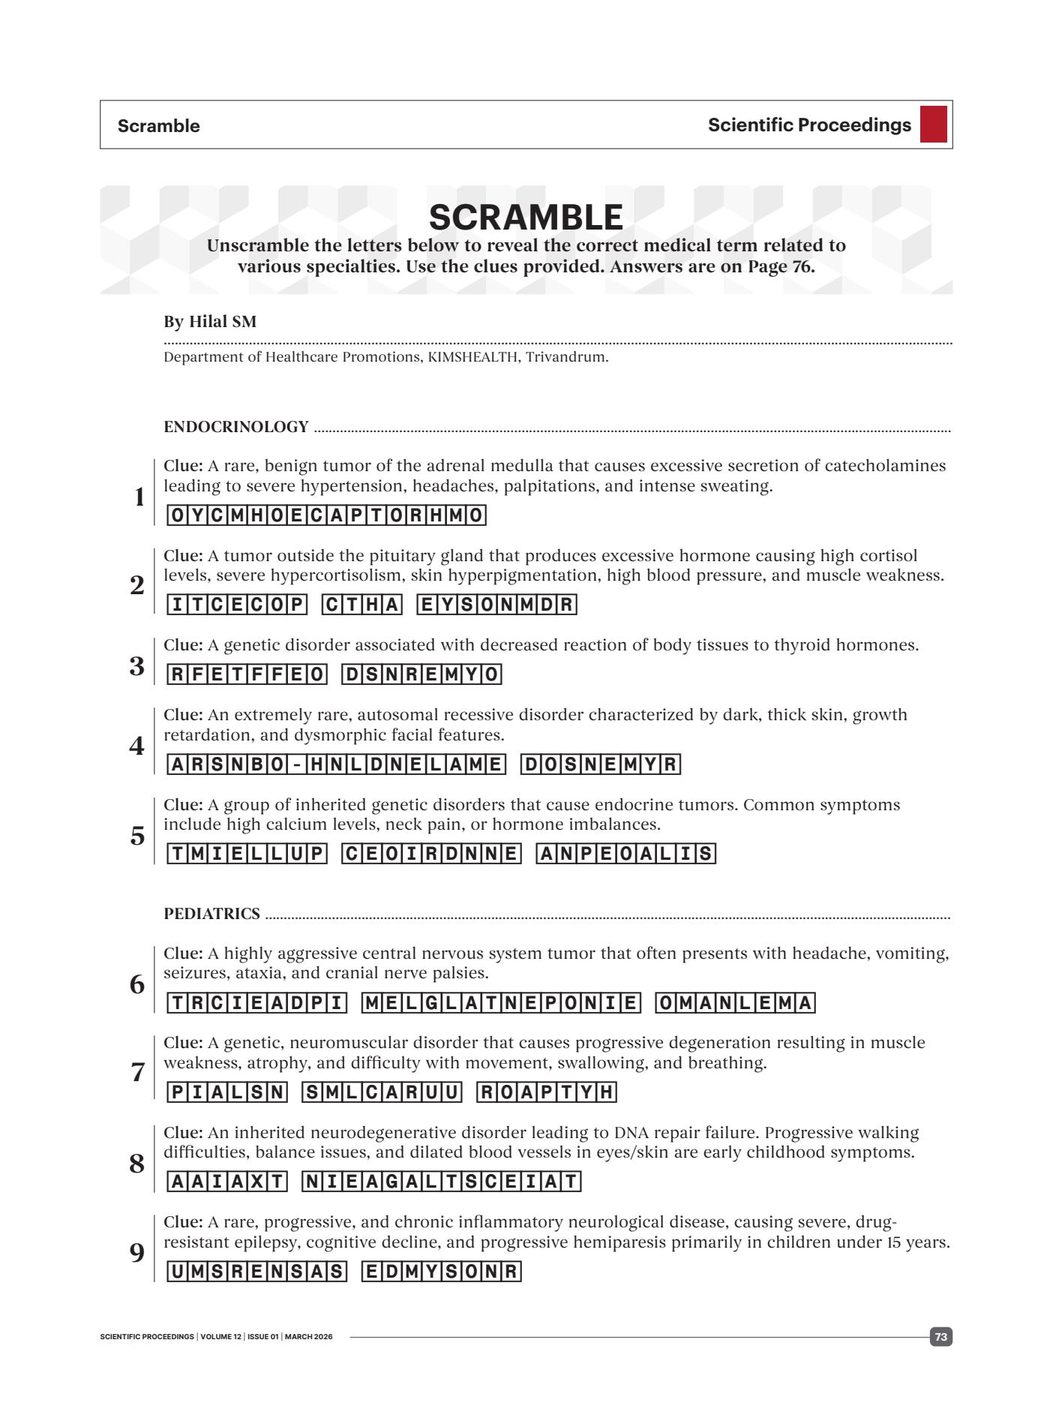 Scramble
Scientific Proceedings
SCRAMBLE
Unscramble the letters below to reveal the correct medical term related to
various specialties. Use the clues provided. Answers are on Page 76.
By Hilal SM
Department of Healthcare Promotions, KIMSHEALTH, Trivandrum.
ENDOCRINOLOGY
1
Clue: A rare, benign tumor of the adrenal medulla that causes excessive secretion of catecholamines
leading to severe hypertension, headaches, palpitations, and intense sweating.
OYCMHOECAPTORHMO
2
Clue: A tumor outside the pituitary gland that produces excessive hormone causing high cortisol
levels, severe hypercortisolism, skin hyperpigmentation, high blood pressure, and muscle weakness.
ITCECOP CTHA EYSONMDR
3
Clue: A genetic disorder associated with decreased reaction of body tissues to thyroid hormones.
RFETFFEO DSNREMYO
4
Clue: An extremely rare, autosomal recessive disorder characterized by dark, thick skin, growth
retardation, and dysmorphic facial features.
ARSNBO-HNLDNELAME DOSNEMYR
5
Clue: A group of inherited genetic disorders that cause endocrine tumors. Common symptoms
include high calcium levels, neck pain, or hormone imbalances.
TMIELLUP CEOIRDNNE ANPEOALIS
PEDIATRICS
6
Clue: A highly aggressive central nervous system tumor that often presents with headache, vomiting,
seizures, ataxia, and cranial nerve palsies.
TRCIEADPI MELGLATNEPONIE OMANLEMA
7
Clue: A genetic, neuromuscular disorder that causes progressive degeneration resulting in muscle
weakness, atrophy, and difficulty with movement, swallowing, and breathing.
PIALSN SMLCARUU ROAPTYH
8
Clue: An inherited neurodegenerative disorder leading to DNA repair failure. Progressive walking
difficulties, balance issues, and dilated blood vessels in eyes/skin are early childhood symptoms.
AAIAXT NIEAGALTSCEIAT
9
Clue: A rare, progressive, and chronic inflammatory neurological disease, causing severe, drug-
resistant epilepsy, cognitive decline, and progressive hemiparesis primarily in children under 15 years.
UMSRENSAS EDMYSONR
SCIENTIFIC PROCEEDINGS | VOLUME 12 | ISSUE 01 | MARCH 2026
73